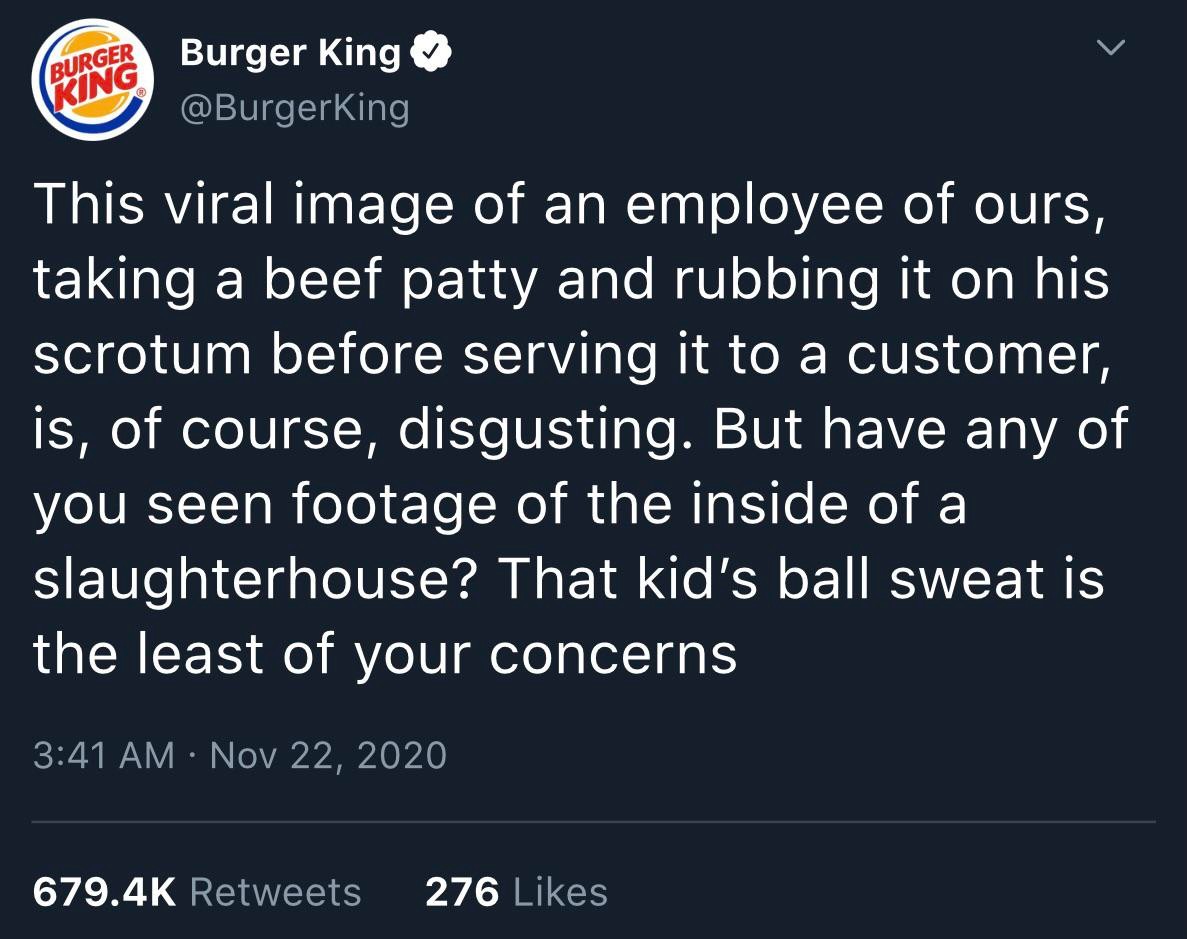 BURGER
KING®
Burger King
@BurgerKing
This viral image of an employee of ours,
taking a beef patty and rubbing it on his
scrotum before serving it to a customer,
is, of course, disgusting. But have any of
you seen footage of the inside of a
slaughterhouse? That kid’s ball sweat is
the least of your concerns
3:41 AM · Nov 22, 2020
679.4K Retweets 276 Likes